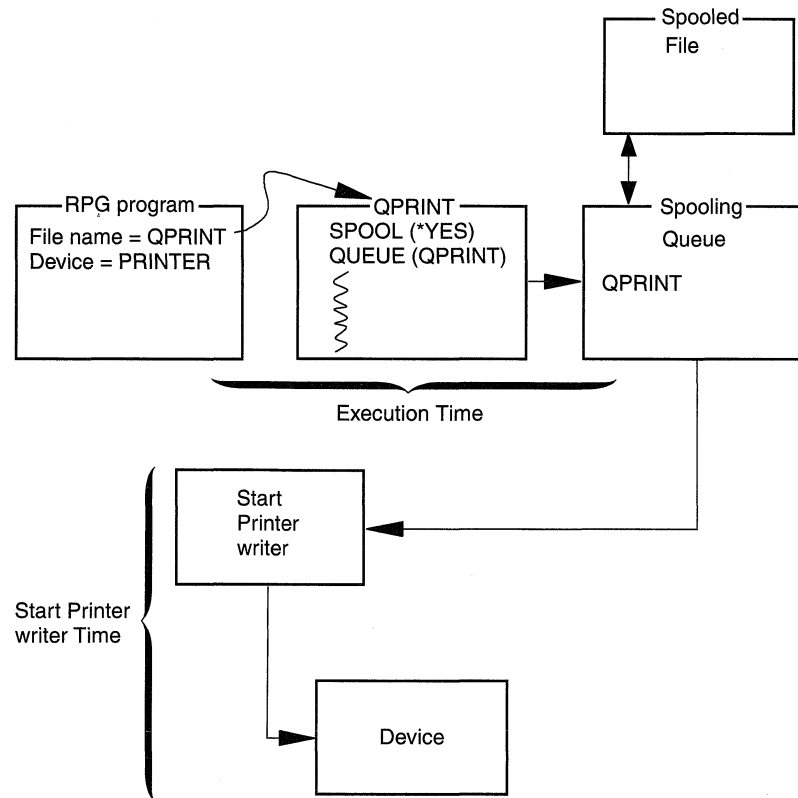 Spooled
File
RPG program
File name = QPRINT
Device = PRINTER
QPRINT
SPOOL (*YES)
QUEUE (QPRINT)
Spooling
Queue
QPRINT
Execution Time
Start
Printer
writer
Start Printer
writer Time
Device